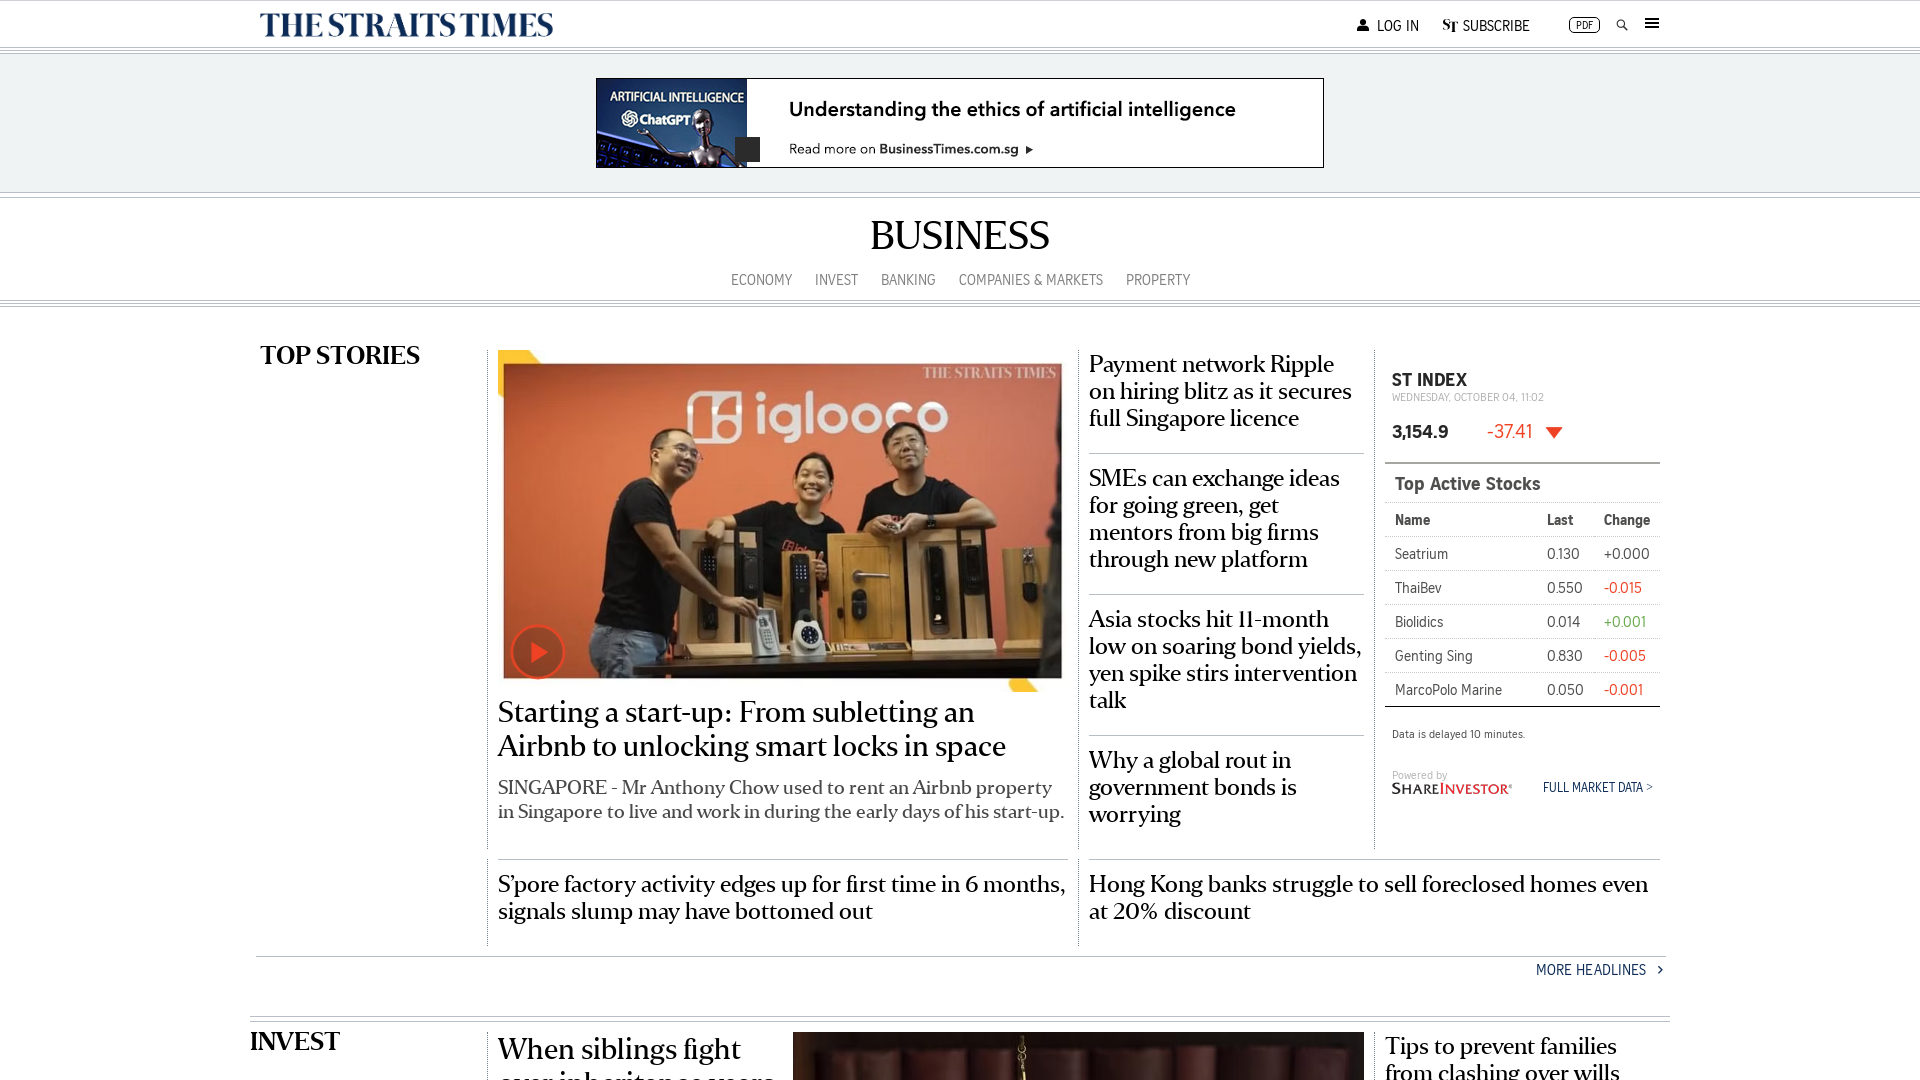 THE STRAITS TIMES
LOG IN
ST SUBSCRIBE
PDF
ARTIFICIAL INTELLIGENCE
ChatGPT
Understanding the ethics of artificial intelligence
Read more on BusinessTimes.com.sg
BUSINESS
ECONOMY
INVEST
BANKING
COMPANIES & MARKETS
PROPERTY
TOP STORIES
THE STRAITS TIMES
iglooco
Starting a start-up: From subletting an
Airbnb to unlocking smart locks in space
SINGAPORE - Mr Anthony Chow used to rent an Airbnb property
in Singapore to live and work in during the early days of his start-up.
Payment network Ripple
on hiring blitz as it secures
full Singapore licence
SMEs can exchange ideas
for going green, get
mentors from big firms
through new platform
Asia stocks hit 11-month
low on soaring bond yields,
yen spike stirs intervention
talk
Why a global rout in
government bonds is
worrying
ST INDEX
WEDNESDAY, OCTOBER 04, 11:02
3,154.9 -37.41
Top Active Stocks
Name Last Change
Seatrium 0.130 +0.000
ThaiBev 0.550 -0.015
Biolidics 0.014 +0.001
Genting Sing 0.830 -0.005
MarcoPolo Marine 0.050 -0.001
Data is delayed 10 minutes.
Powered by
SHAREINVESTOR
FULL MARKET DATA >
S'pore factory activity edges up for first time in 6 months,
signals slump may have bottomed out
Hong Kong banks struggle to sell foreclosed homes even
at 20% discount
MORE HEADLINES
INVEST
When siblings fight
Tips to prevent families
from clashing over wills